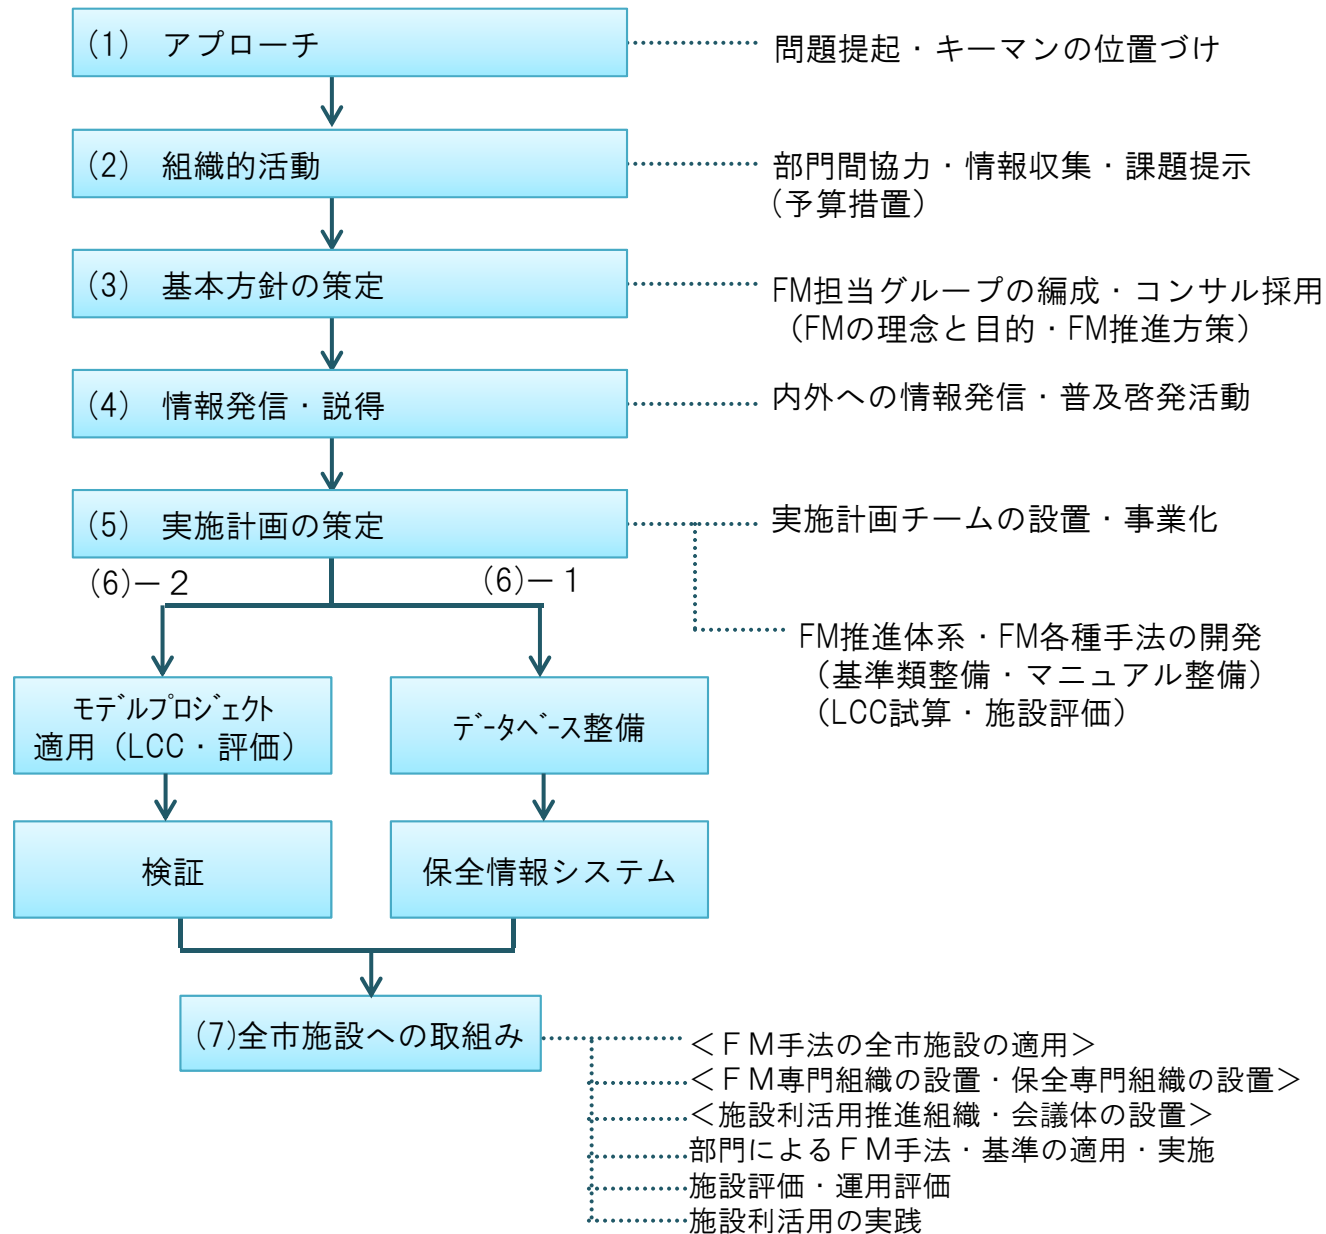 (1) アプローチ
問題提起・キーマンの位置づけ
(2) 組織的活動
部門間協力・情報収集・課題提示
(予算措置)
(3) 基本方針の策定
FM担当グループの編成・コンサル採用
(FMの理念と目的・FM推進方策)
(4) 情報発信・説得
内外への情報発信・普及啓発活動
(5) 実施計画の策定
実施計画チームの設置・事業化
(6)－２
(6)－１
FM推進体系・FM各種手法の開発
(基準類整備・マニュアル整備)
(LCC試算・施設評価)
ﾓﾃﾞﾙﾌﾟﾛｼﾞｪｸﾄ
適用（LCC・評価）
ﾃﾞｰﾀﾍﾞｰｽ整備
検証
保全情報システム
(7)全市施設への取組み
＜ＦＭ手法の全市施設の適用＞
＜ＦＭ専門組織の設置・保全専門組織の設置＞
＜施設利活用推進組織・会議体の設置＞
部門によるＦＭ手法・基準の適用・実施
施設評価・運用評価
施設利活用の実践